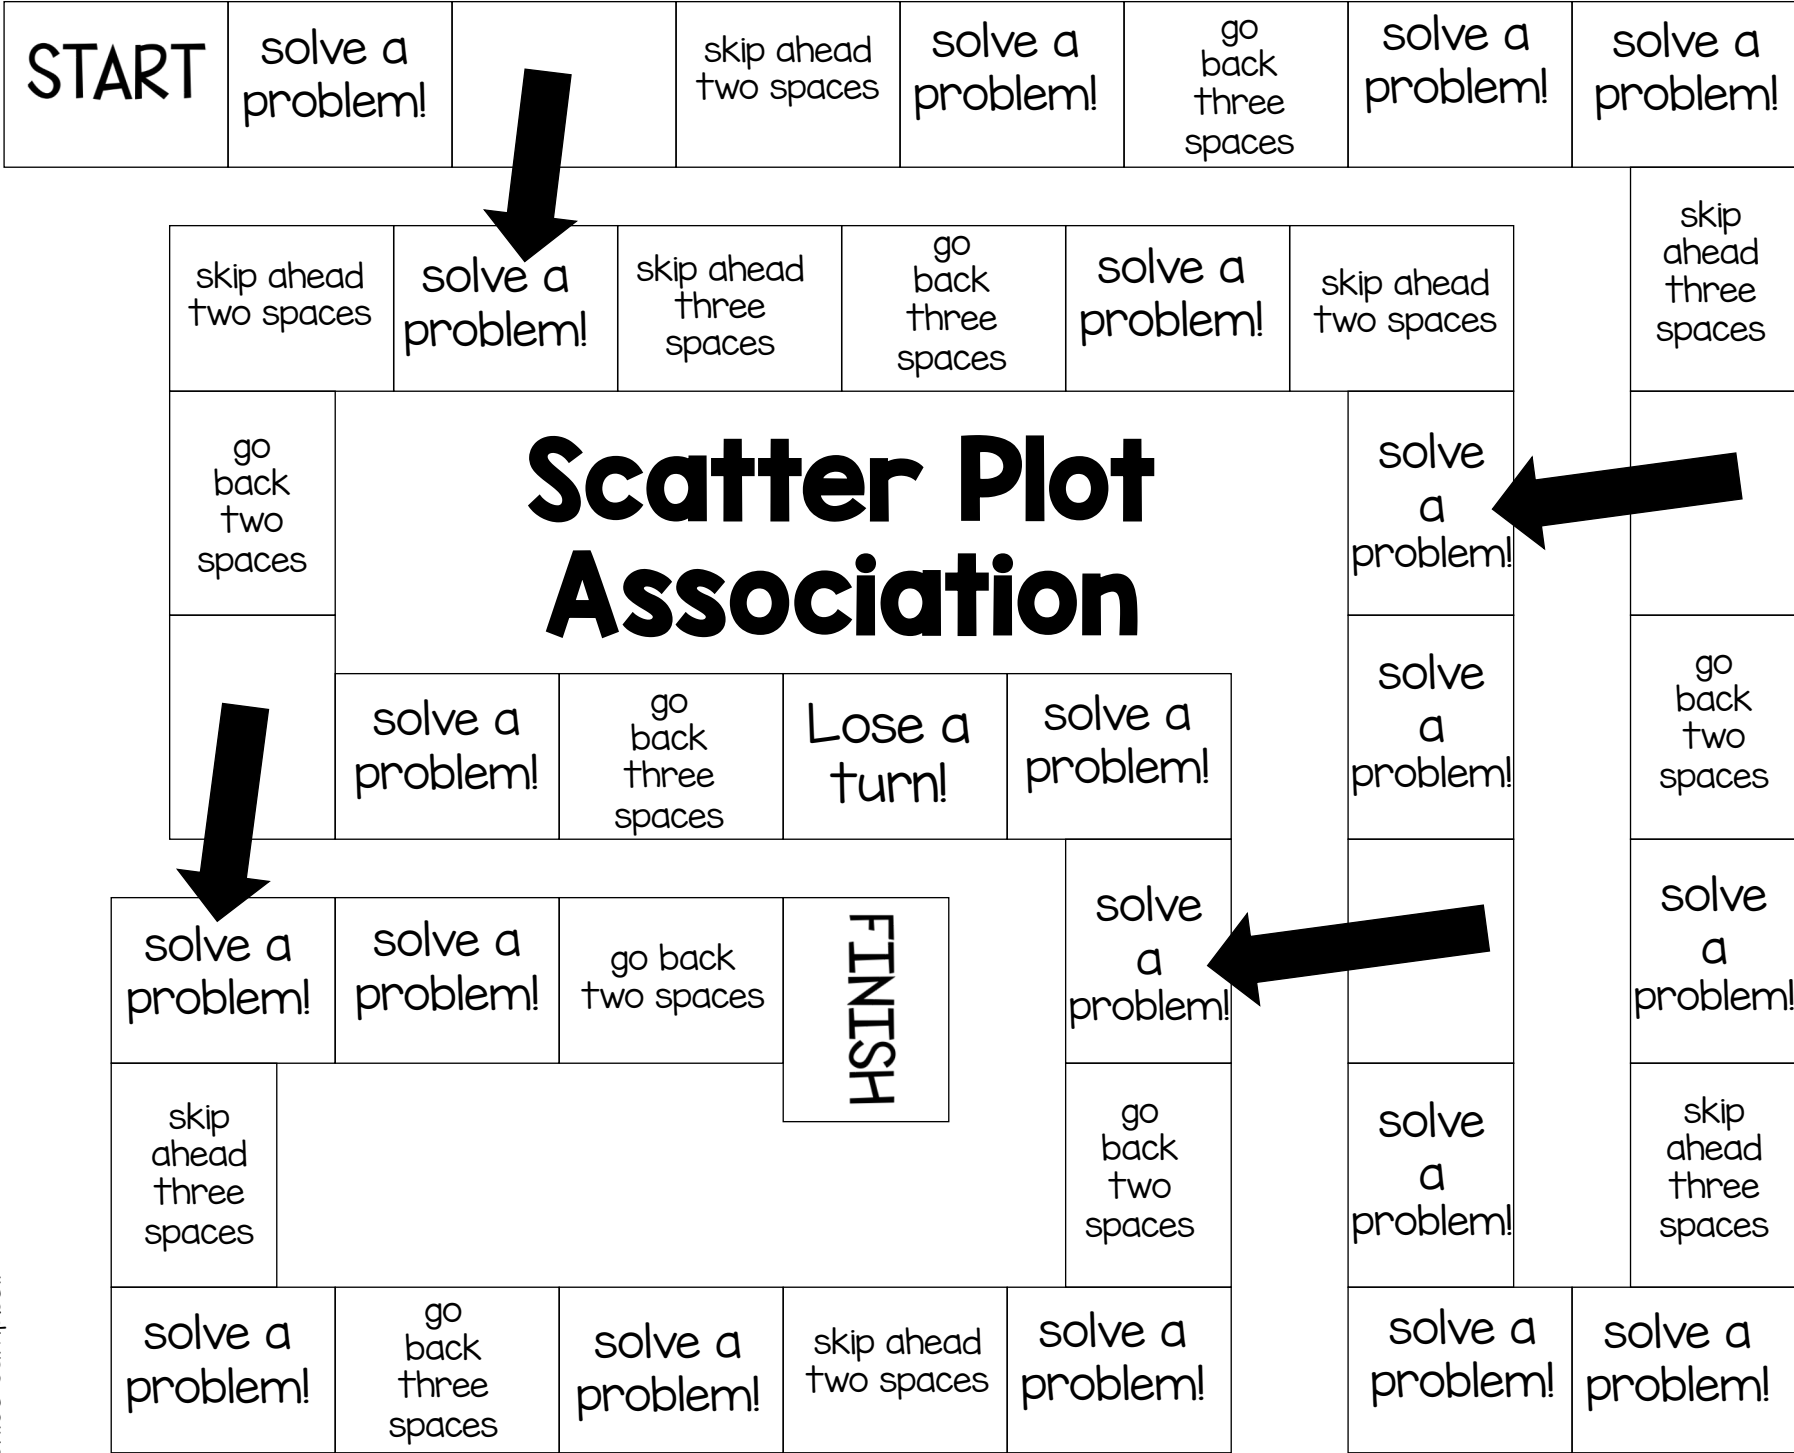 START
solve a
problem!
skip ahead
two spaces
solve a
problem!
go
back
three
spaces
solve a
problem!
solve a
problem!
skip
ahead
three
spaces
go
back
two
spaces
solve
a
problem!
skip
ahead
three
spaces
solve a
problem!
solve a
problem!
solve
a
problem!
solve
a
problem!
solve
a
problem!
skip ahead
two spaces
solve a
problem!
go
back
three
spaces
skip ahead
three
spaces
solve a
problem!
skip ahead
two spaces
go
back
two
spaces
Scatter Plot
Association
solve a
problem!
go
back
three
spaces
Lose a
turn!
solve a
problem!
solve
a
problem!
go
back
two
spaces
solve a
problem!
skip ahead
two spaces
solve a
problem!
go
back
three
spaces
solve a
problem!
skip
ahead
three
spaces
solve a
problem!
solve a
problem!
go back
two spaces
FINISH